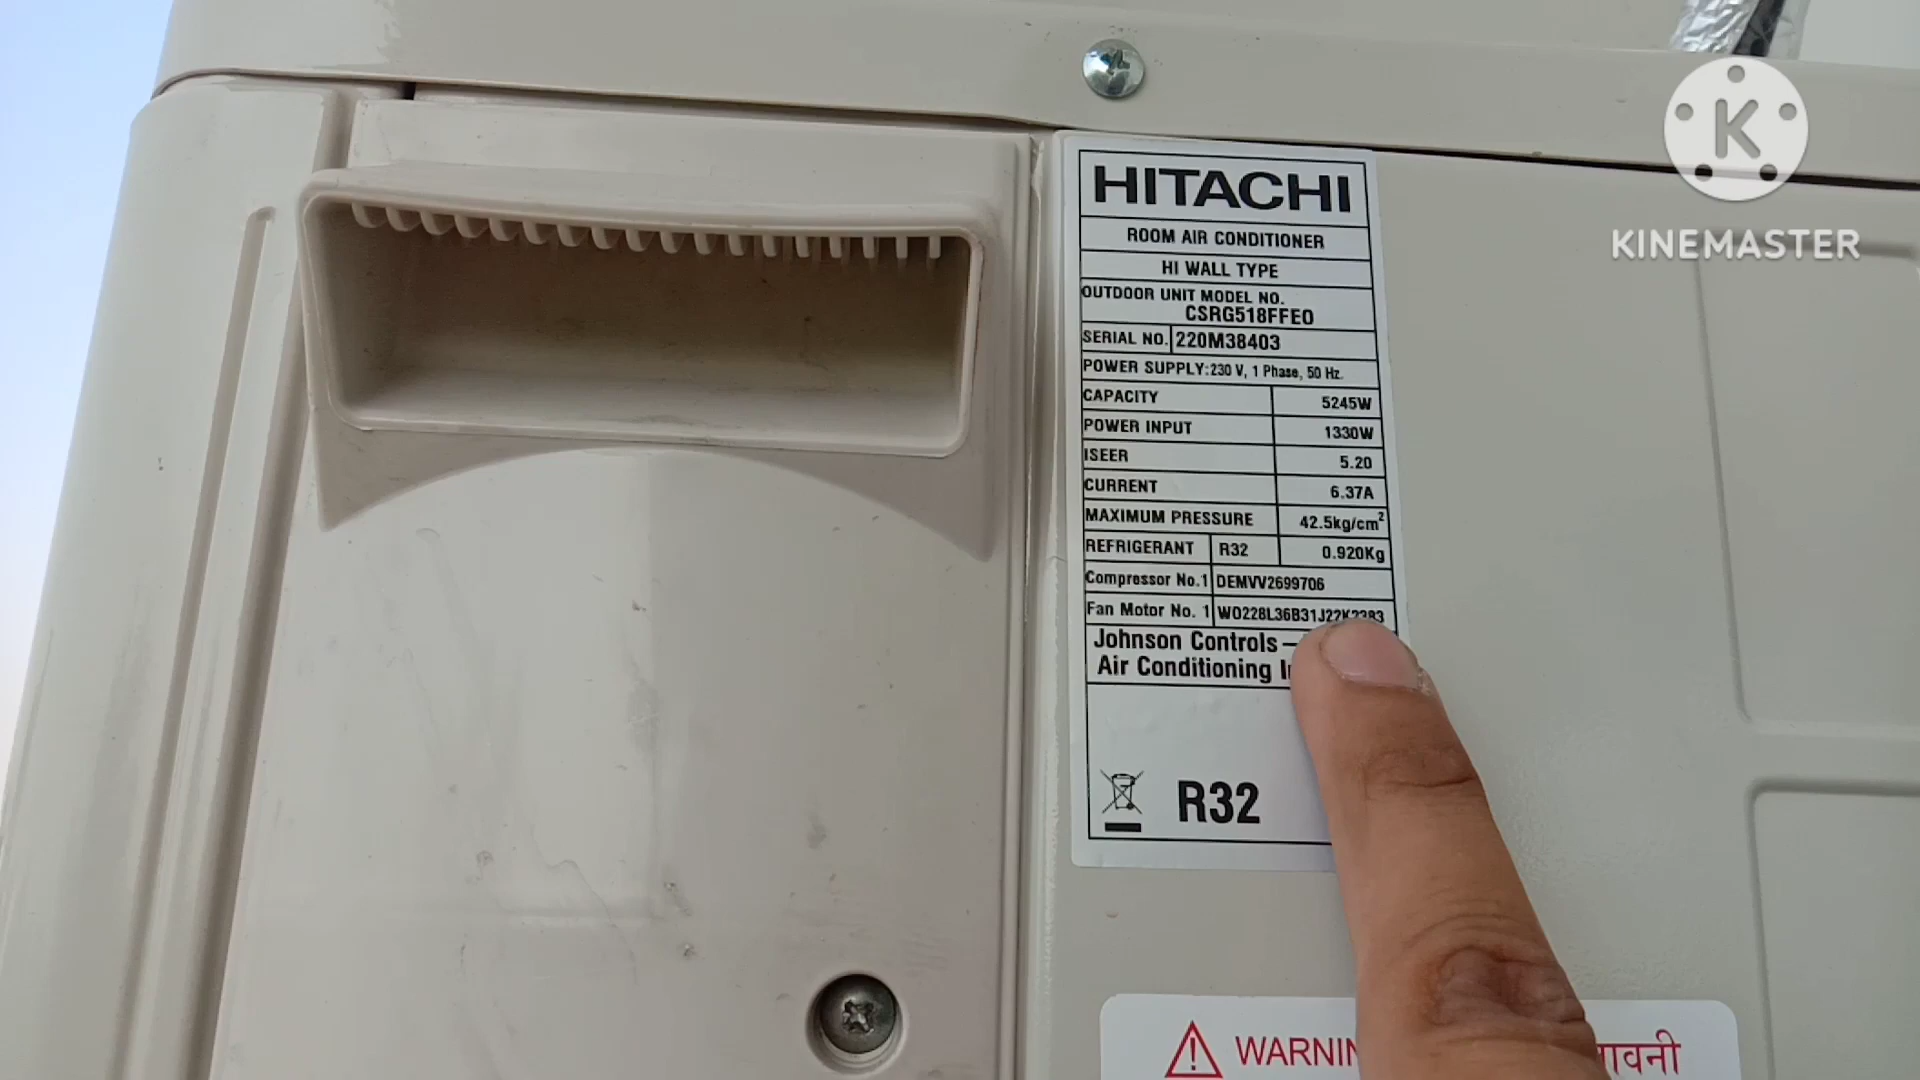 K
KINEMASTER
HITACHI
ROOM AIR CONDITIONER
HI WALL TYPE
OUTDOOR UNIT MODEL NO.
CSRG518FFEO
SERIAL NO. 220M38403
POWER SUPPLY:230 V, 1 Phase, 50 Hz.
CAPACITY 5245W
POWER INPUT 1330W
ISEER 5.20
CURRENT 6.37A
MAXIMUM PRESSURE 42.5kg/cm²
REFRIGERANT R32 0.920Kg
Compressor No.1 DEMVV2699706
Fan Motor No. 1
Johnson Controls –
Air Conditioning
R32